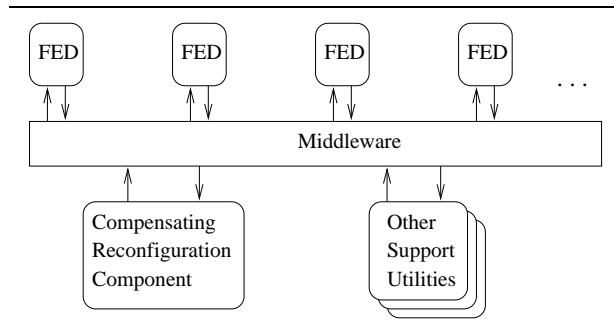 FED FED FED FED . . .
Middleware
Compensating
Reconfiguration
Component
Other
Support
Utilities